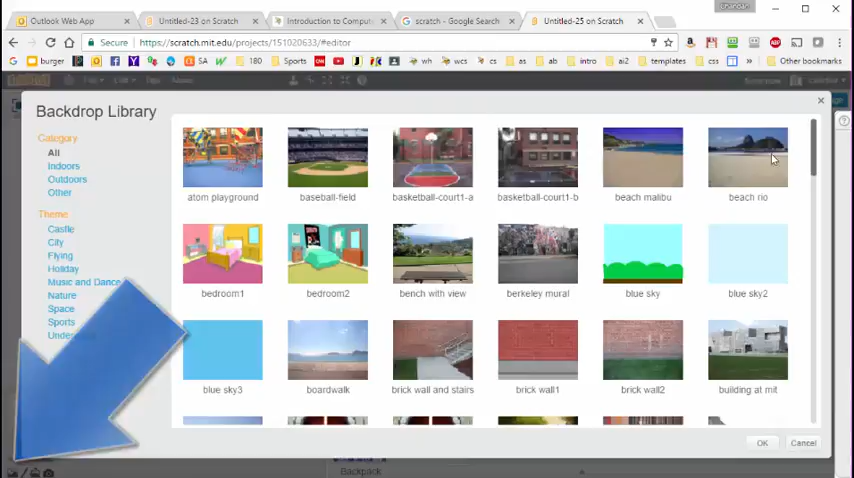 Outlook Web App
Untitled-23 on Scratch
Introduction to Compute
scratch - Google Search
Untitled-25 on Scratch
Secure
https://scratch.mit.edu/projects/151020633/#editor
burger
SA
180
Sports
wh
wcs
cs
as
ab
intro
ai2
templates
css
Other bookmarks
Backdrop Library
Category
All
Indoors
Outdoors
Other
Theme
Castle
City
Flying
Holiday
Music and Dance
Nature
Space
Sports
atom playground
baseball-field
basketball-court1-a
basketball-court1-b
beach malibu
beach rio
bedroom1
bedroom2
bench with view
berkeley mural
blue sky
blue sky2
blue sky3
boardwalk
brick wall and stairs
brick wall1
brick wall2
building at mit
OK
Cancel
Backpack